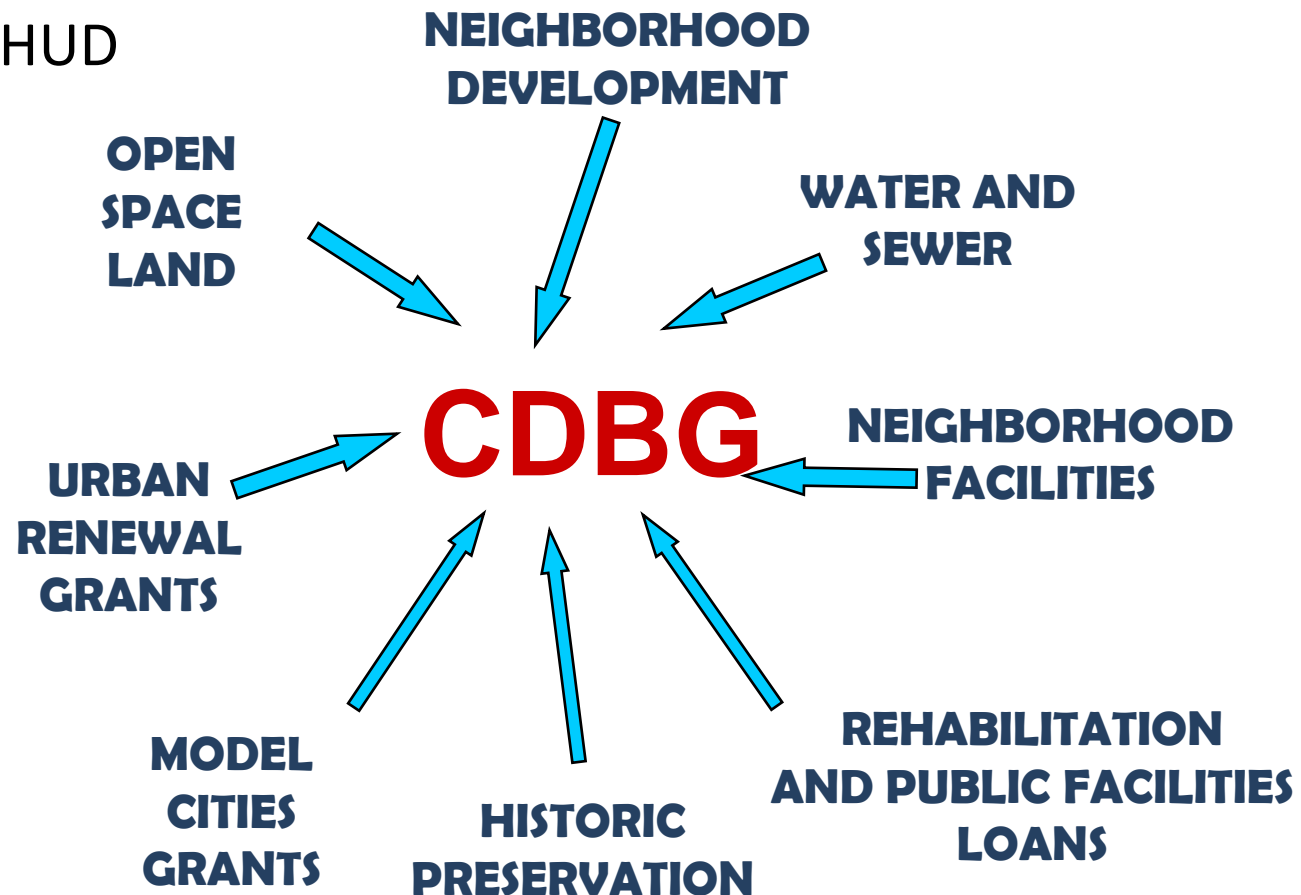 HUD
NEIGHBORHOOD
DEVELOPMENT
OPEN
SPACE
LAND
WATER AND
SEWER
CDBG
NEIGHBORHOOD
FACILITIES
URBAN
RENEWAL
GRANTS
MODEL
CITIES
GRANTS
HISTORIC
PRESERVATION
REHABILITATION
AND PUBLIC FACILITIES
LOANS